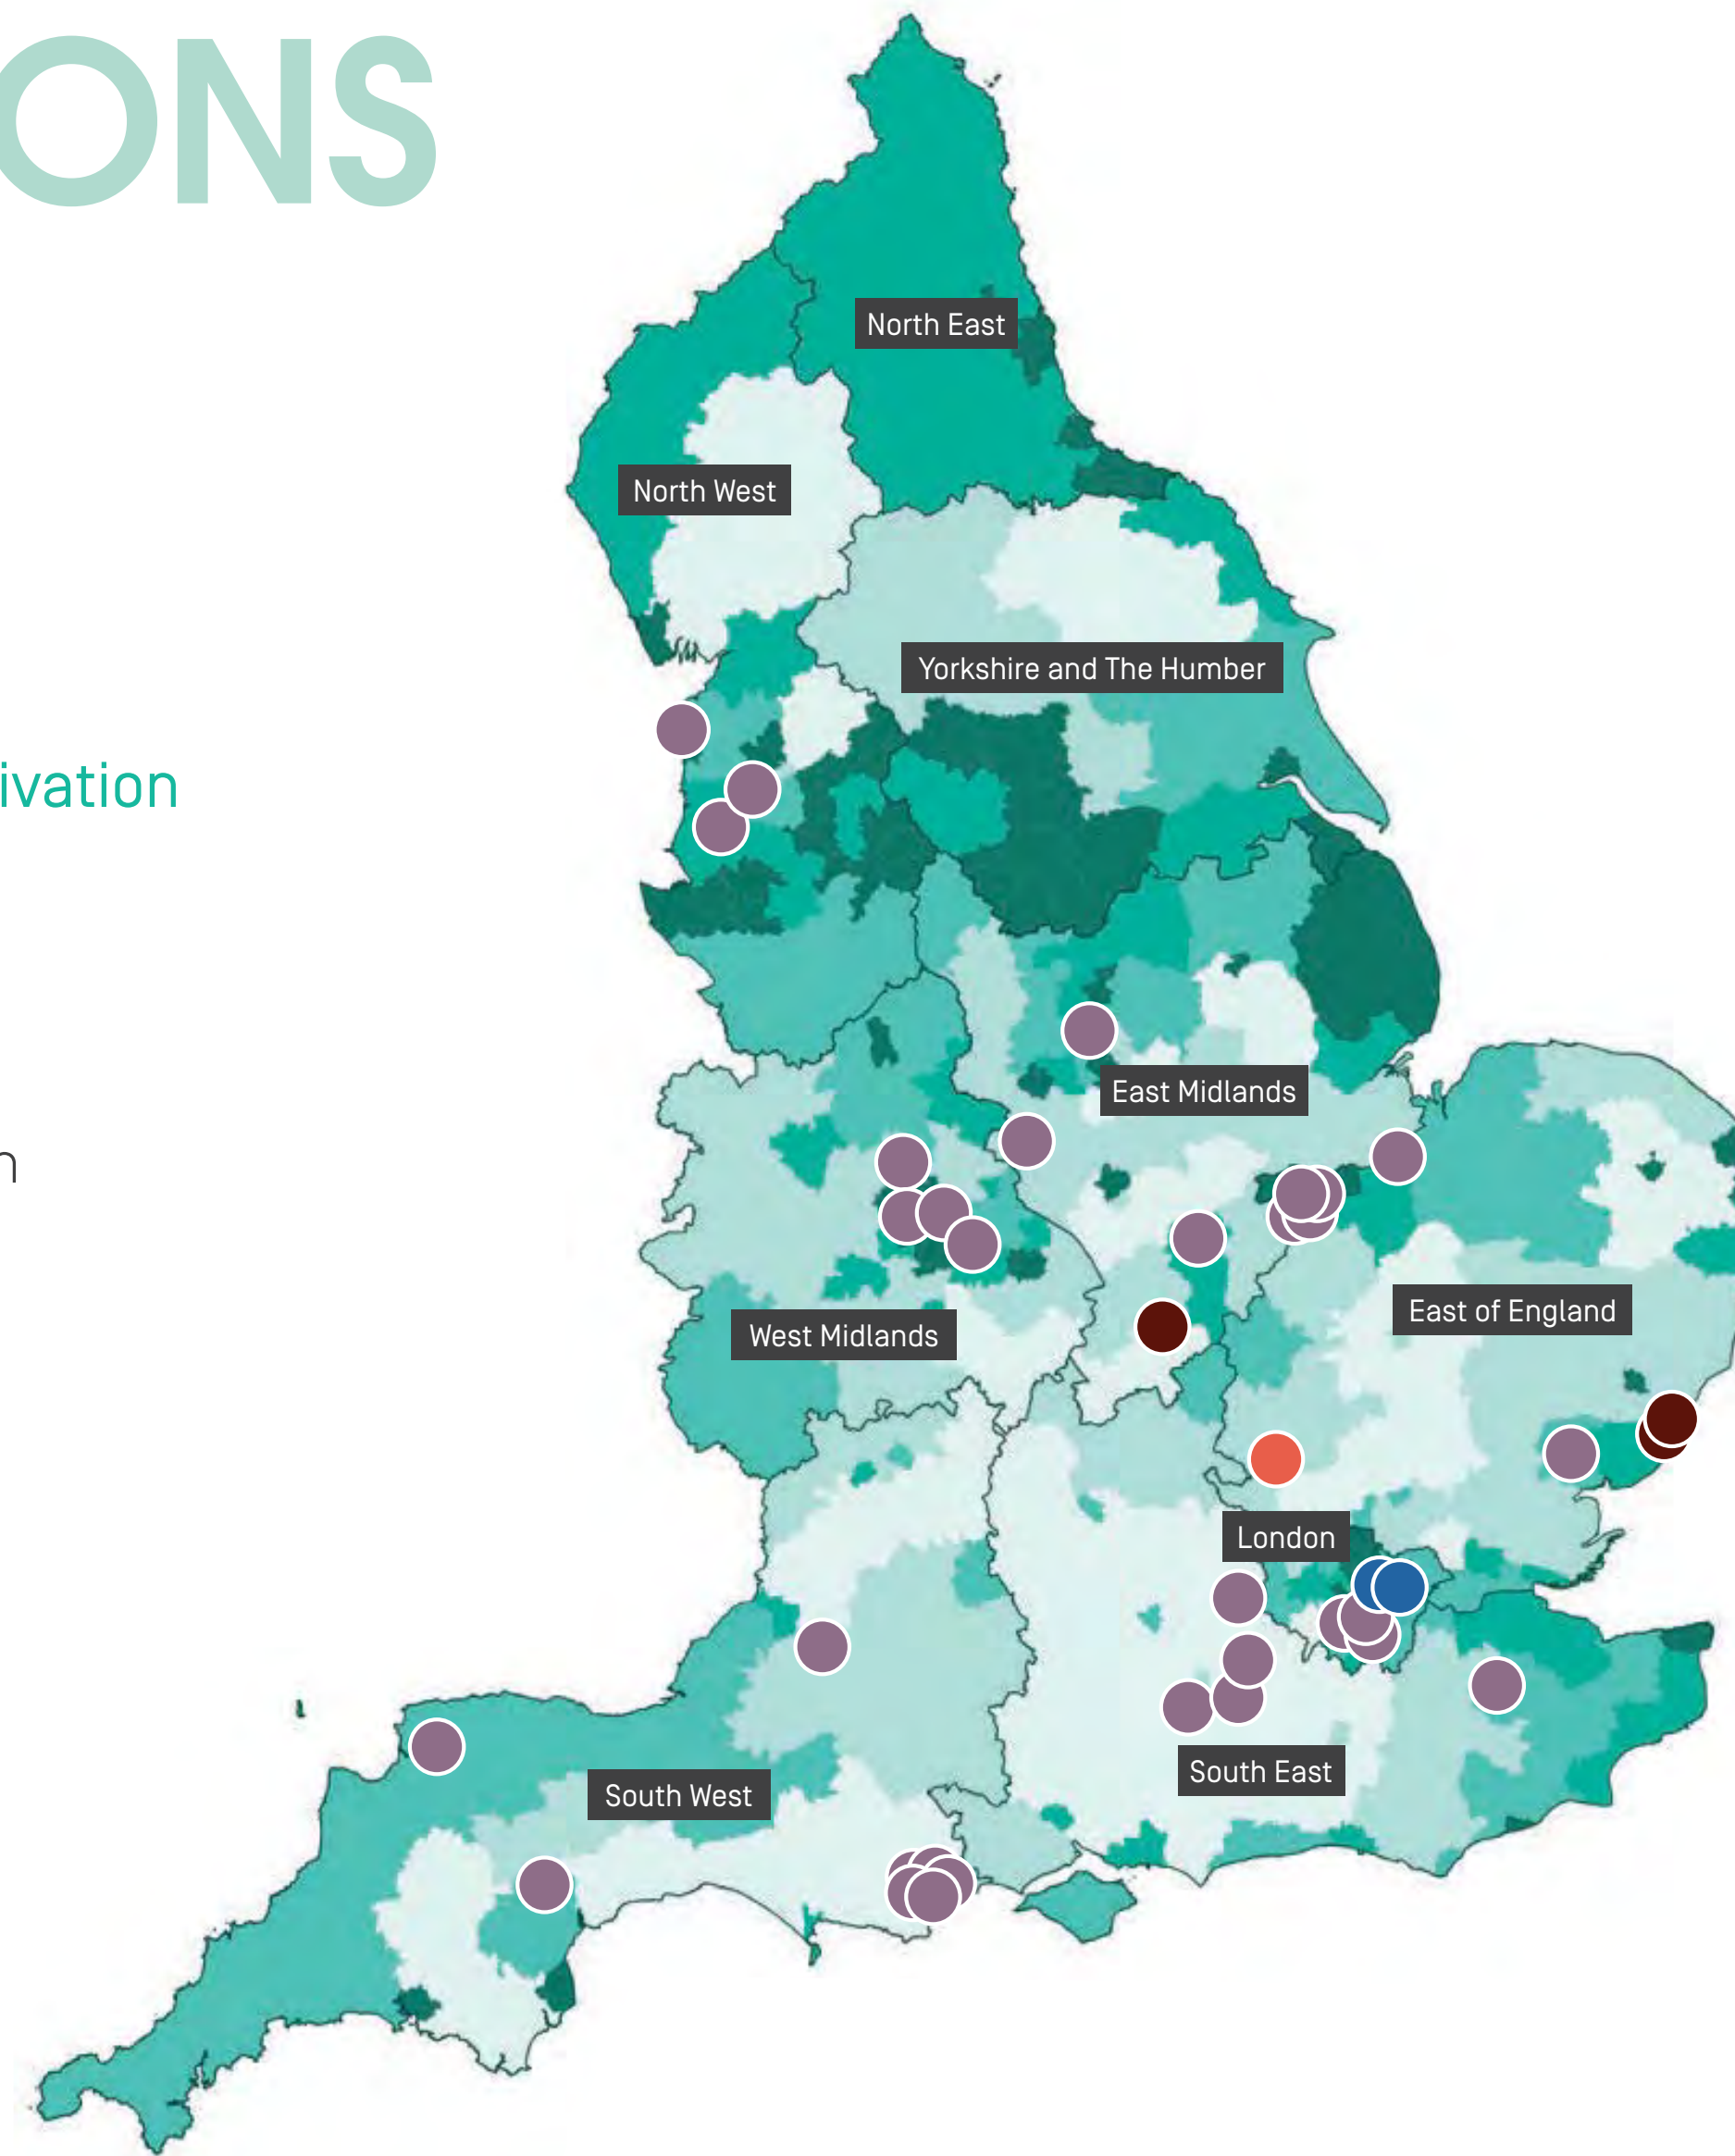 ONS
North East
North West
Yorkshire and The Humber
ivation
East Midlands
n
East of England
West Midlands
London
South East
South West